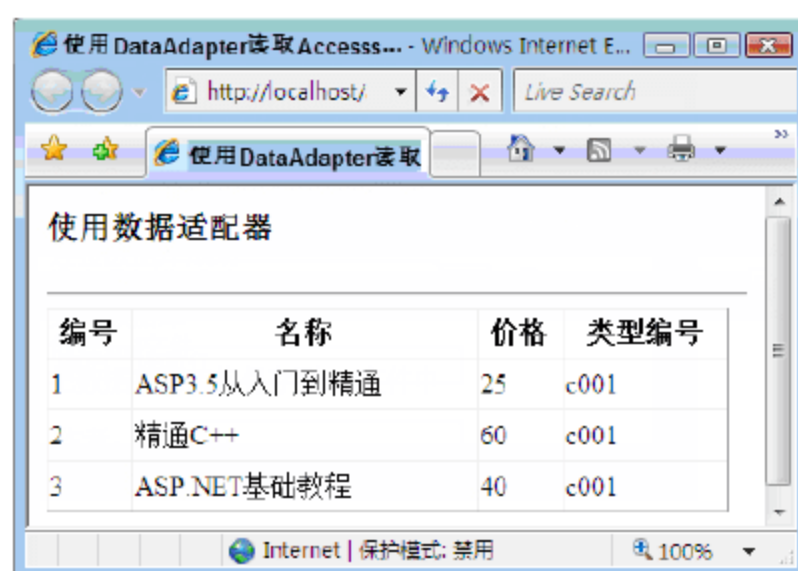 使用DataAdapter读取Accesss... - Windows Internet E...
http://localhost/
Live Search
使用DataAdapter读取
使用数据适配器
编号 名称 价格 类型编号
1 ASP3.5从入门到精通 25 c001
2 精通C++ 60 c001
3 ASP.NET基础教程 40 c001
Internet | 保护模式: 禁用 100%